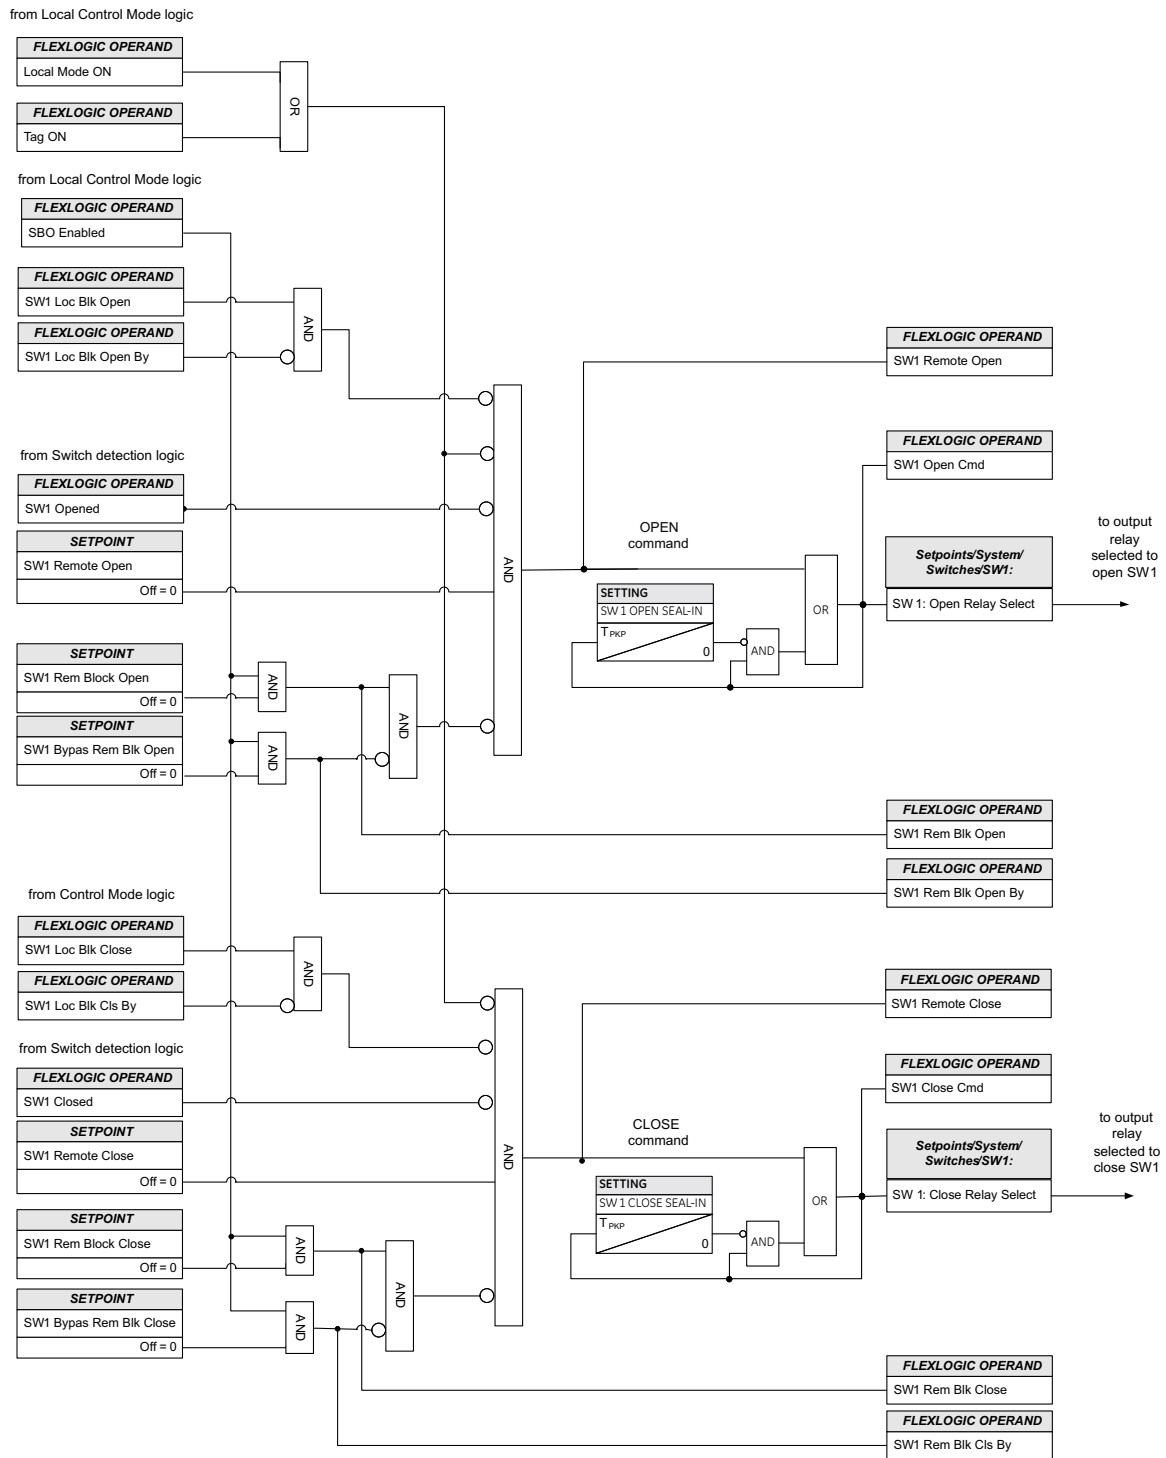 from Local Control Mode logic
FLEXLOGIC OPERAND
Local Mode ON
OR
FLEXLOGIC OPERAND
Tag ON
from Local Control Mode logic
FLEXLOGIC OPERAND
SBO Enabled
FLEXLOGIC OPERAND
SW1 Loc Blk Open
AND
FLEXLOGIC OPERAND
SW1 Loc Blk Open By
FLEXLOGIC OPERAND
SW1 Remote Open
FLEXLOGIC OPERAND
SW1 Open Cmd
from Switch detection logic
FLEXLOGIC OPERAND
SW1 Opened
SETPOINT
SW1 Remote Open
Off = 0
AND
OPEN
command
SETTING
SW 1 OPEN SEAL-IN
TPKP
0
AND
OR
Setpoints/System/
Switches/SW1:
SW 1: Open Relay Select
to output
relay
selected to
open SW1
SETPOINT
SW1 Rem Block Open
Off = 0
AND
SETPOINT
SW1 Bypas Rem Blk Open
Off = 0
AND
AND
FLEXLOGIC OPERAND
SW1 Rem Blk Open
FLEXLOGIC OPERAND
SW1 Rem Blk Open By
from Control Mode logic
FLEXLOGIC OPERAND
SW1 Loc Blk Close
AND
FLEXLOGIC OPERAND
SW1 Loc Blk Cls By
FLEXLOGIC OPERAND
SW1 Remote Close
from Switch detection logic
FLEXLOGIC OPERAND
SW1 Closed
FLEXLOGIC OPERAND
SW1 Close Cmd
SETPOINT
SW1 Remote Close
Off = 0
AND
CLOSE
command
SETTING
SW 1 CLOSE SEAL-IN
TPKP
0
AND
OR
Setpoints/System/
Switches/SW1:
SW 1: Close Relay Select
to output
relay
selected to
close SW1
SETPOINT
SW1 Rem Block Close
Off = 0
AND
SETPOINT
SW1 Bypas Rem Blk Close
Off = 0
AND
AND
FLEXLOGIC OPERAND
SW1 Rem Blk Close
FLEXLOGIC OPERAND
SW1 Rem Blk Cls By